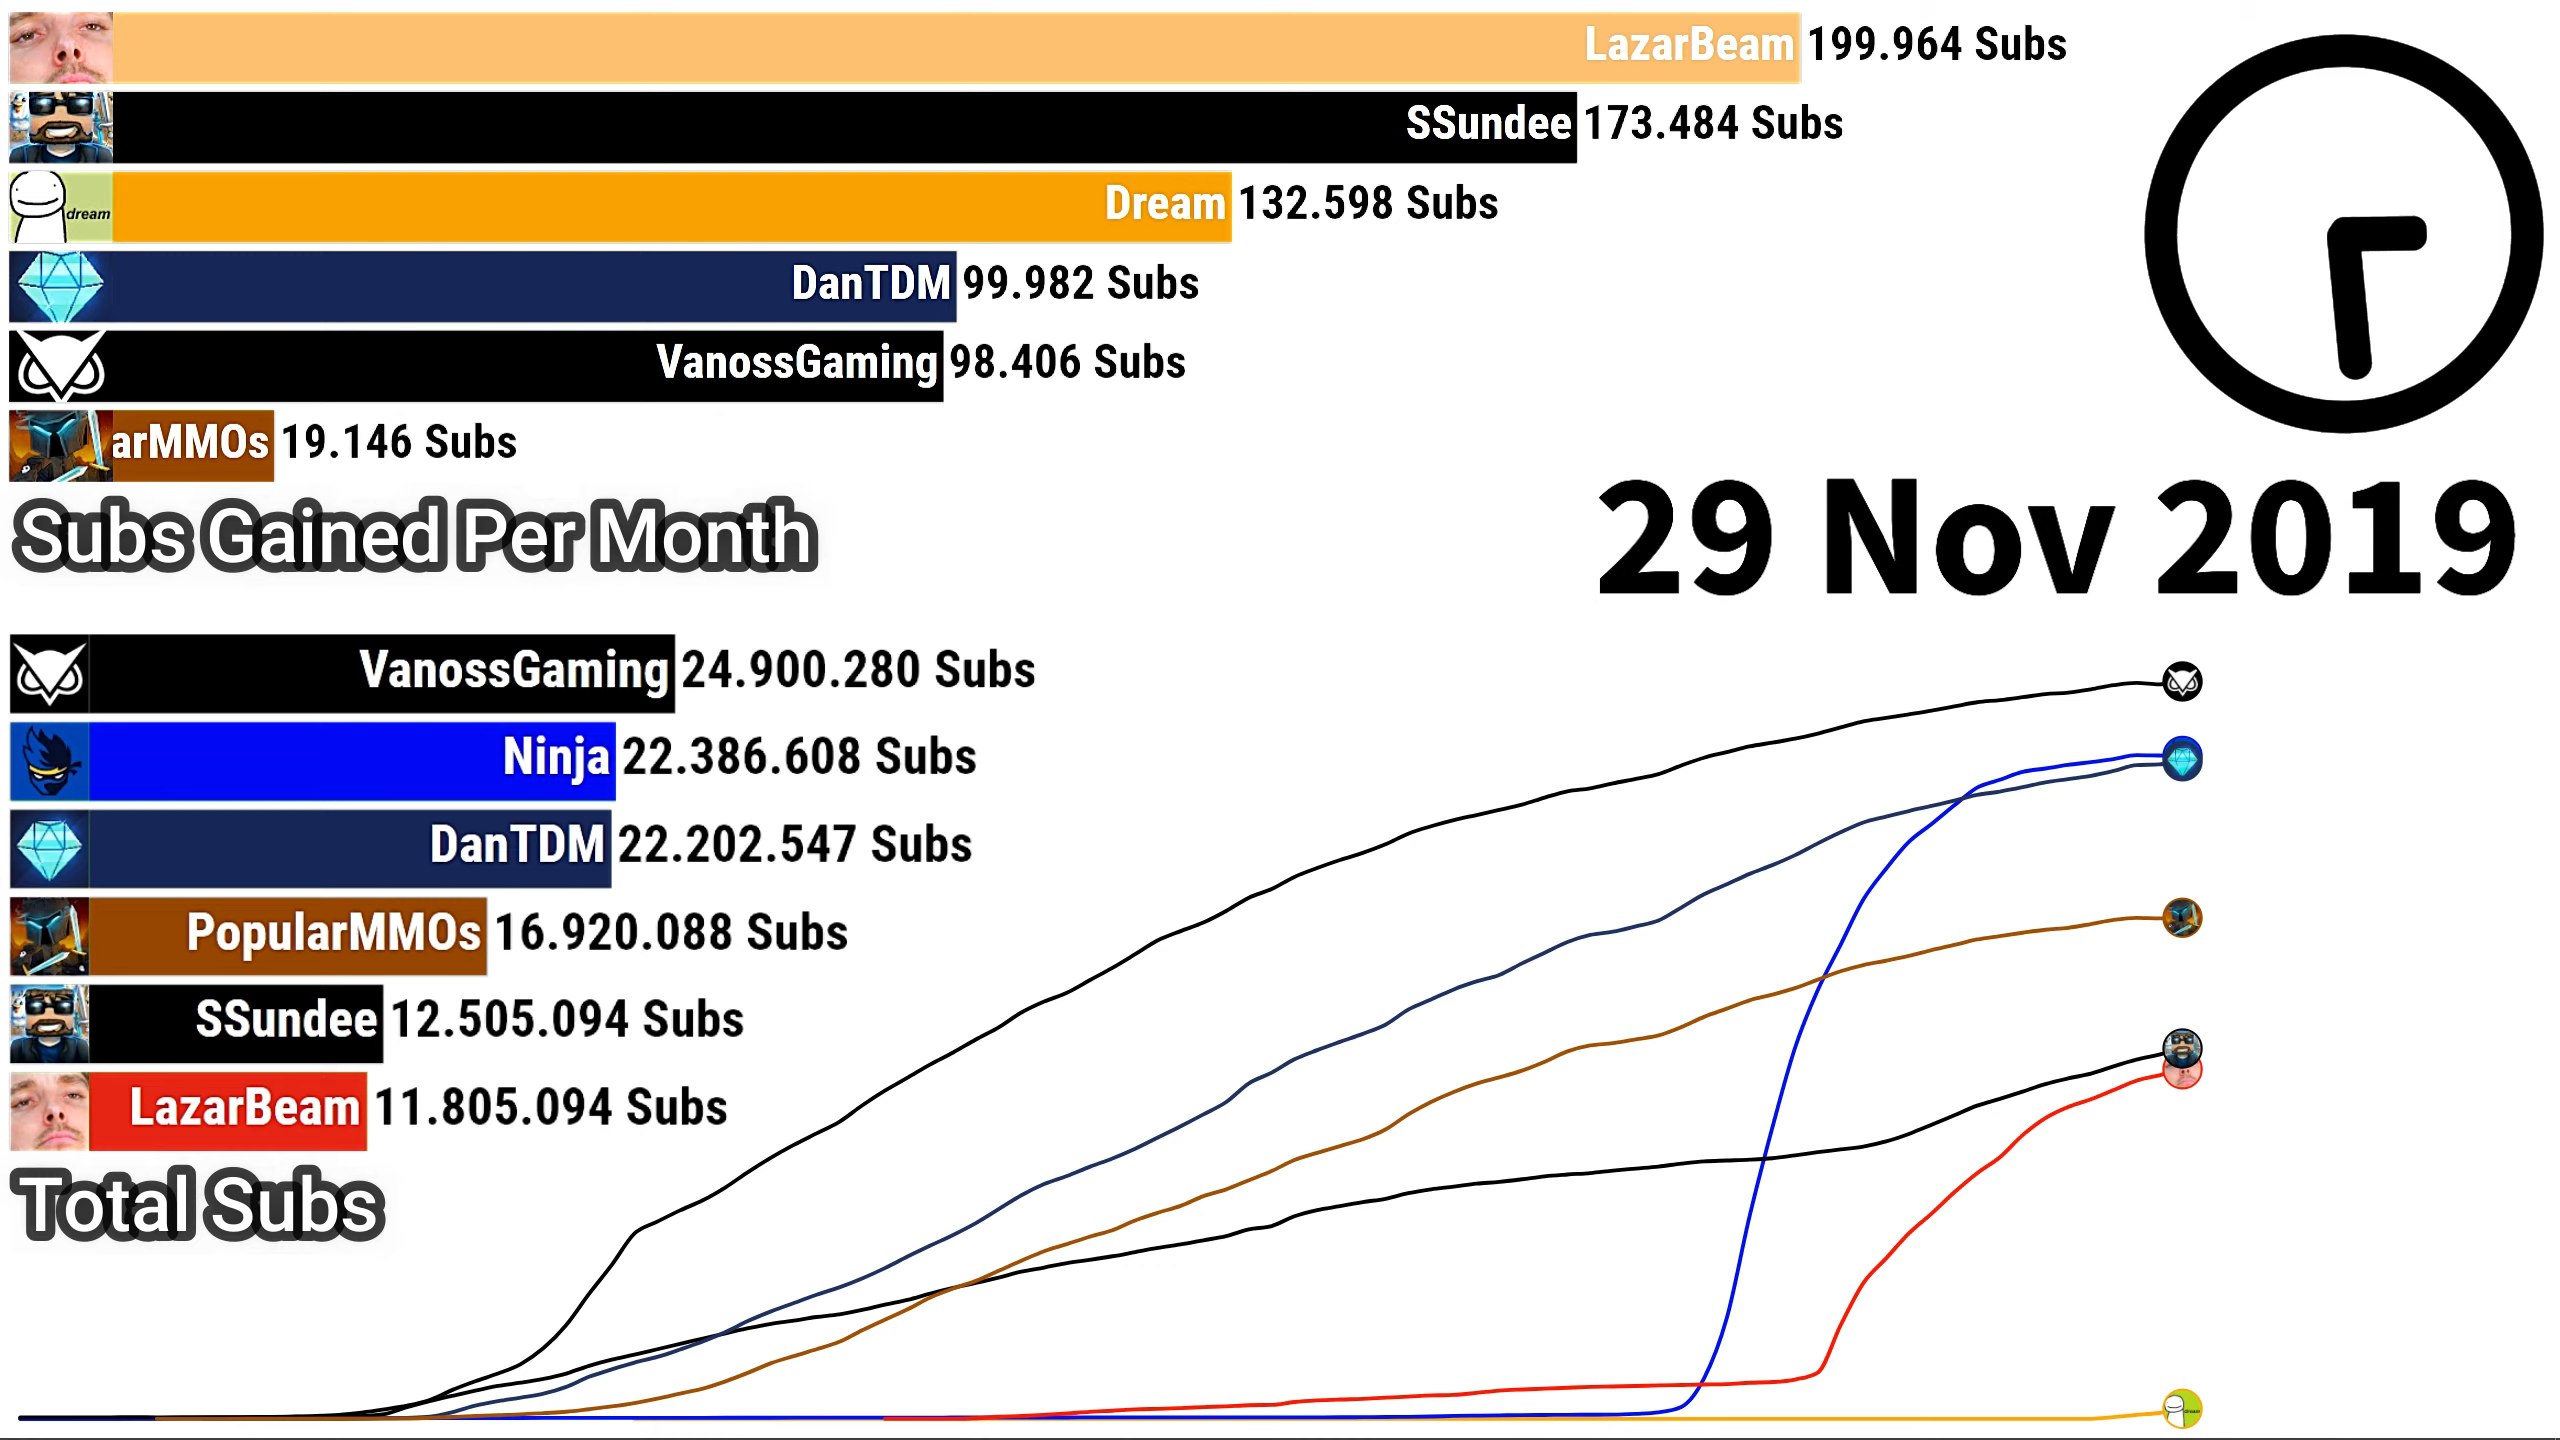 LazarBeam 199.964 Subs
SSundee 173.484 Subs
dream
Dream 132.598 Subs
DanTDM 99.982 Subs
VanossGaming 98.406 Subs
arMMOs 19.146 Subs
Subs Gained Per Month
29 Nov 2019
VanossGaming 24.900.280 Subs
Ninja 22.386.608 Subs
DanTDM 22.202.547 Subs
PopularMMOs 16.920.088 Subs
SSundee 12.505.094 Subs
LazarBeam 11.805.094 Subs
Total Subs
dream